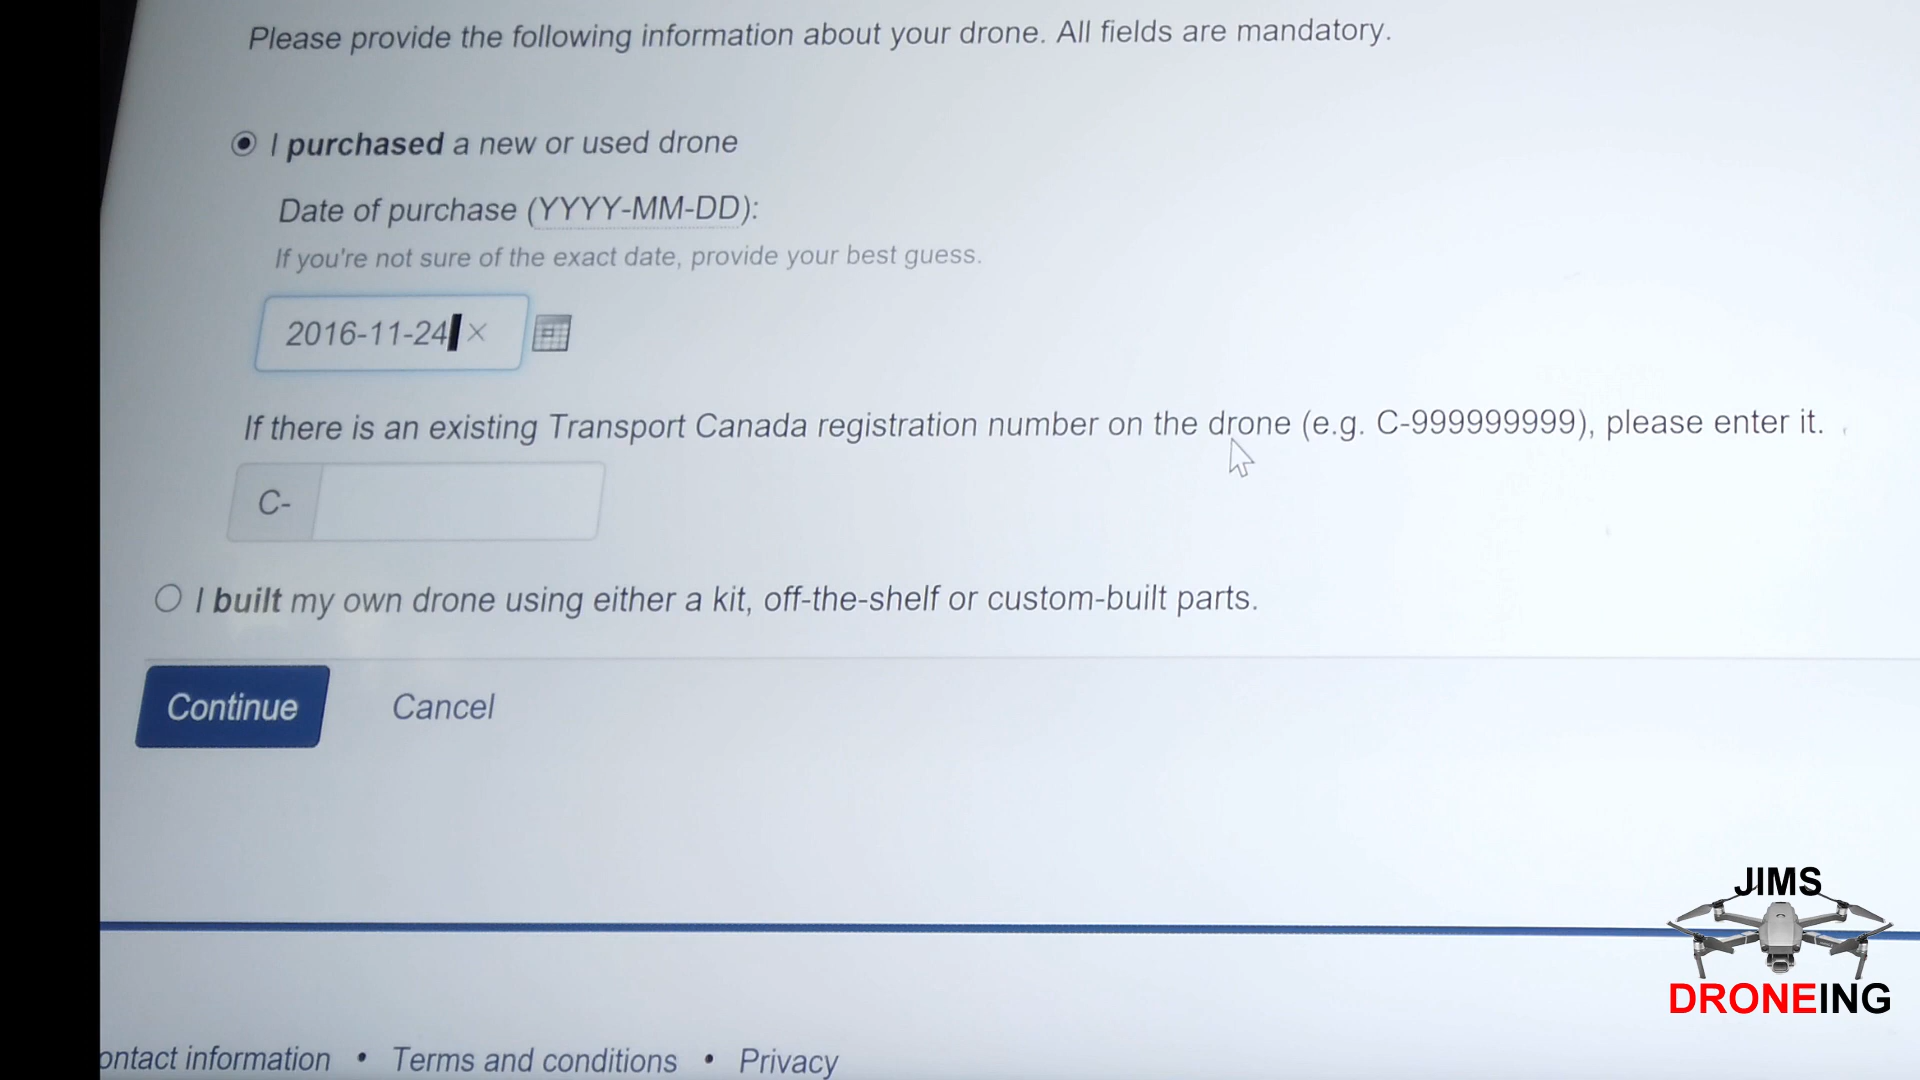 Please provide the following information about your drone. All fields are mandatory.
I purchased a new or used drone
Date of purchase (YYYY-MM-DD):
If you're not sure of the exact date, provide your best guess.
2016-11-24
If there is an existing Transport Canada registration number on the drone (e.g. C-999999999), please enter it.
C-
I built my own drone using either a kit, off-the-shelf or custom-built parts.
Continue Cancel
JIMS
DRONEING
ontact information • Terms and conditions • Privacy